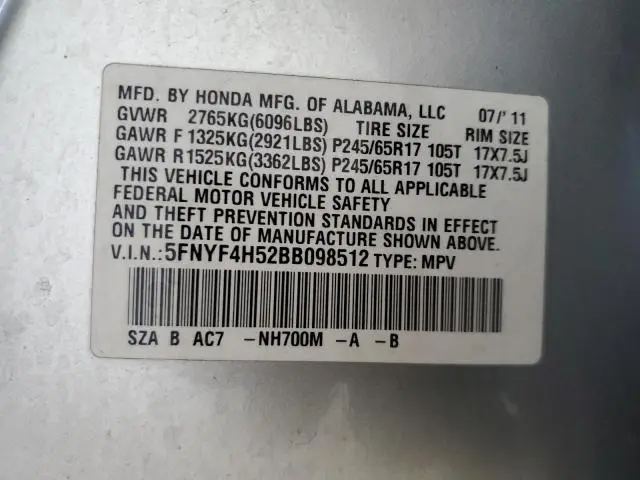 MFD. BY HONDA MFG. OF ALABAMA, LLC 07/' 11
GVWR 2765KG(6096LBS) TIRE SIZE RIM SIZE
GAWR F 1325KG(2921LBS) P245/65R17 105T 17X7.5J
GAWR R1525KG(3362LBS) P245/65R17 105T 17X7.5J
THIS VEHICLE CONFORMS TO ALL APPLICABLE
FEDERAL MOTOR VEHICLE SAFETY
AND THEFT PREVENTION STANDARDS IN EFFECT
ON THE DATE OF MANUFACTURE SHOWN ABOVE.
V.I.N.:5FNYF4H52BB098512 TYPE: MPV
SZA B AC7 -NH700M -A -B